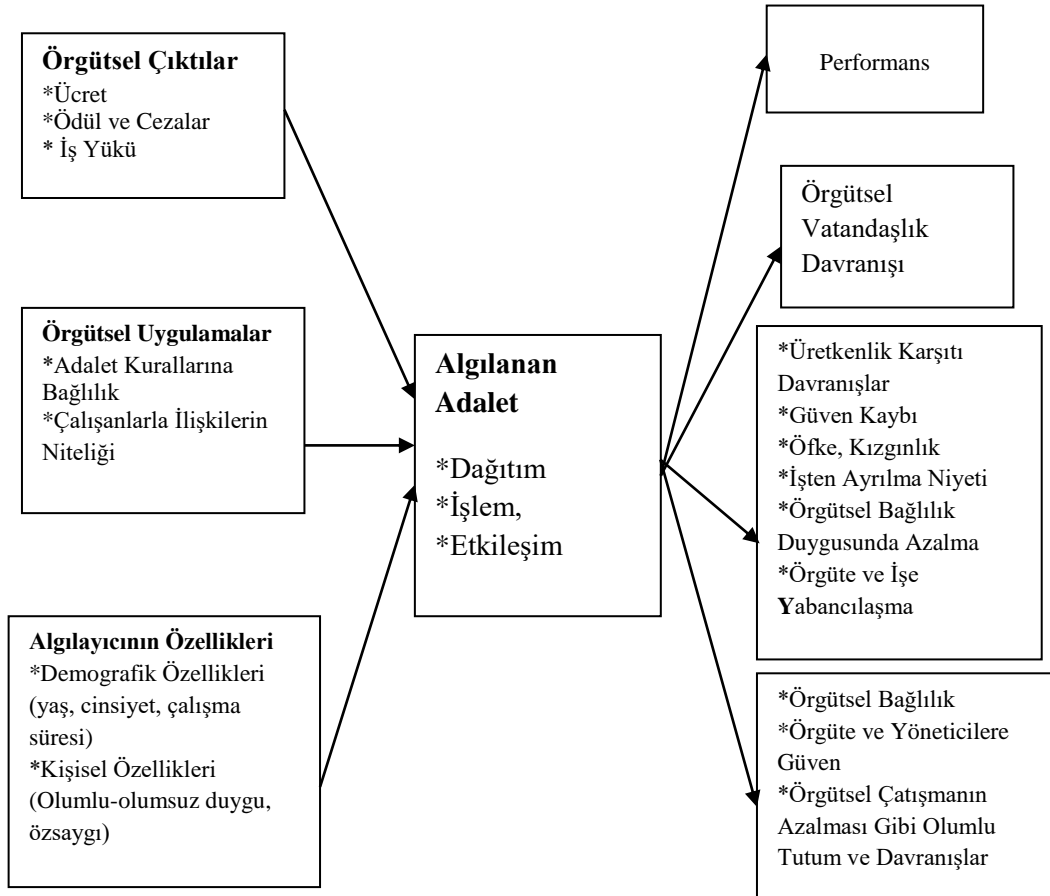 Örgütsel Çıktılar
*Ücret
*Ödül ve Cezalar
* İş Yükü
Örgütsel Uygulamalar
*Adalet Kurallarına
Bağlılık
*Çalışanlarla İlişkilerin
Niteliği
Algılayıcının Özellikleri
*Demografik Özellikleri
(yaş, cinsiyet, çalışma
süresi)
*Kişisel Özellikleri
(Olumlu-olumsuz duygu,
özsaygı)
Algılanan
Adalet
*Dağıtım
*İşlem,
*Etkileşim
Performans
Örgütsel
Vatandaşlık
Davranışı
*Üretkenlik Karşıtı
Davranışlar
*Güven Kaybı
*Öfke, Kızgınlık
*İşten Ayrılma Niyeti
*Örgütsel Bağlılık
Duygusunda Azalma
*Örgüte ve İşe
Yabancılaşma
*Örgütsel Bağlılık
*Örgüte ve Yöneticilere
Güven
*Örgütsel Çatışmanın
Azalması Gibi Olumlu
Tutum ve Davranışlar